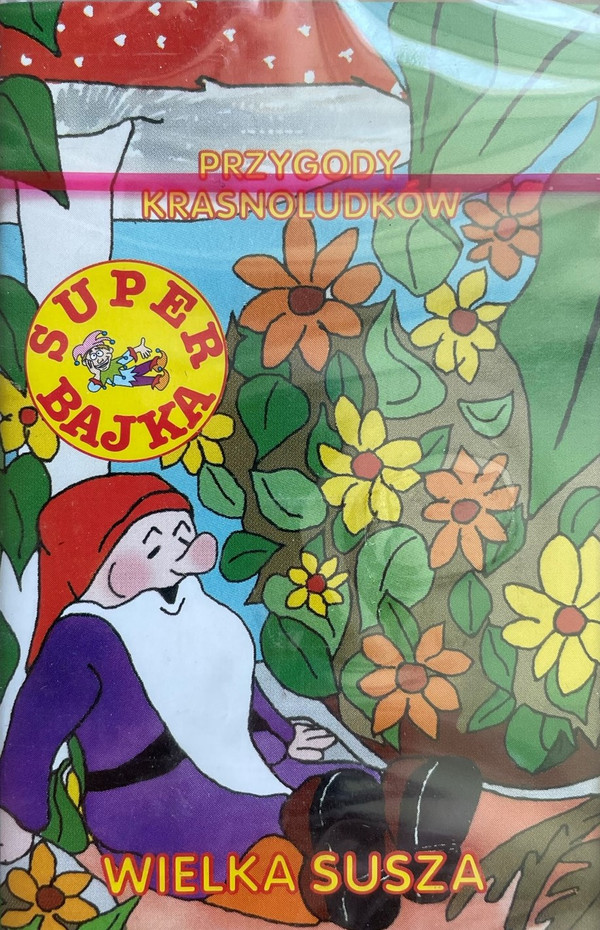 PRZYGODY
KRASNOLUDKÓW
SUPER
BAJKA
WIELKA SUSZA